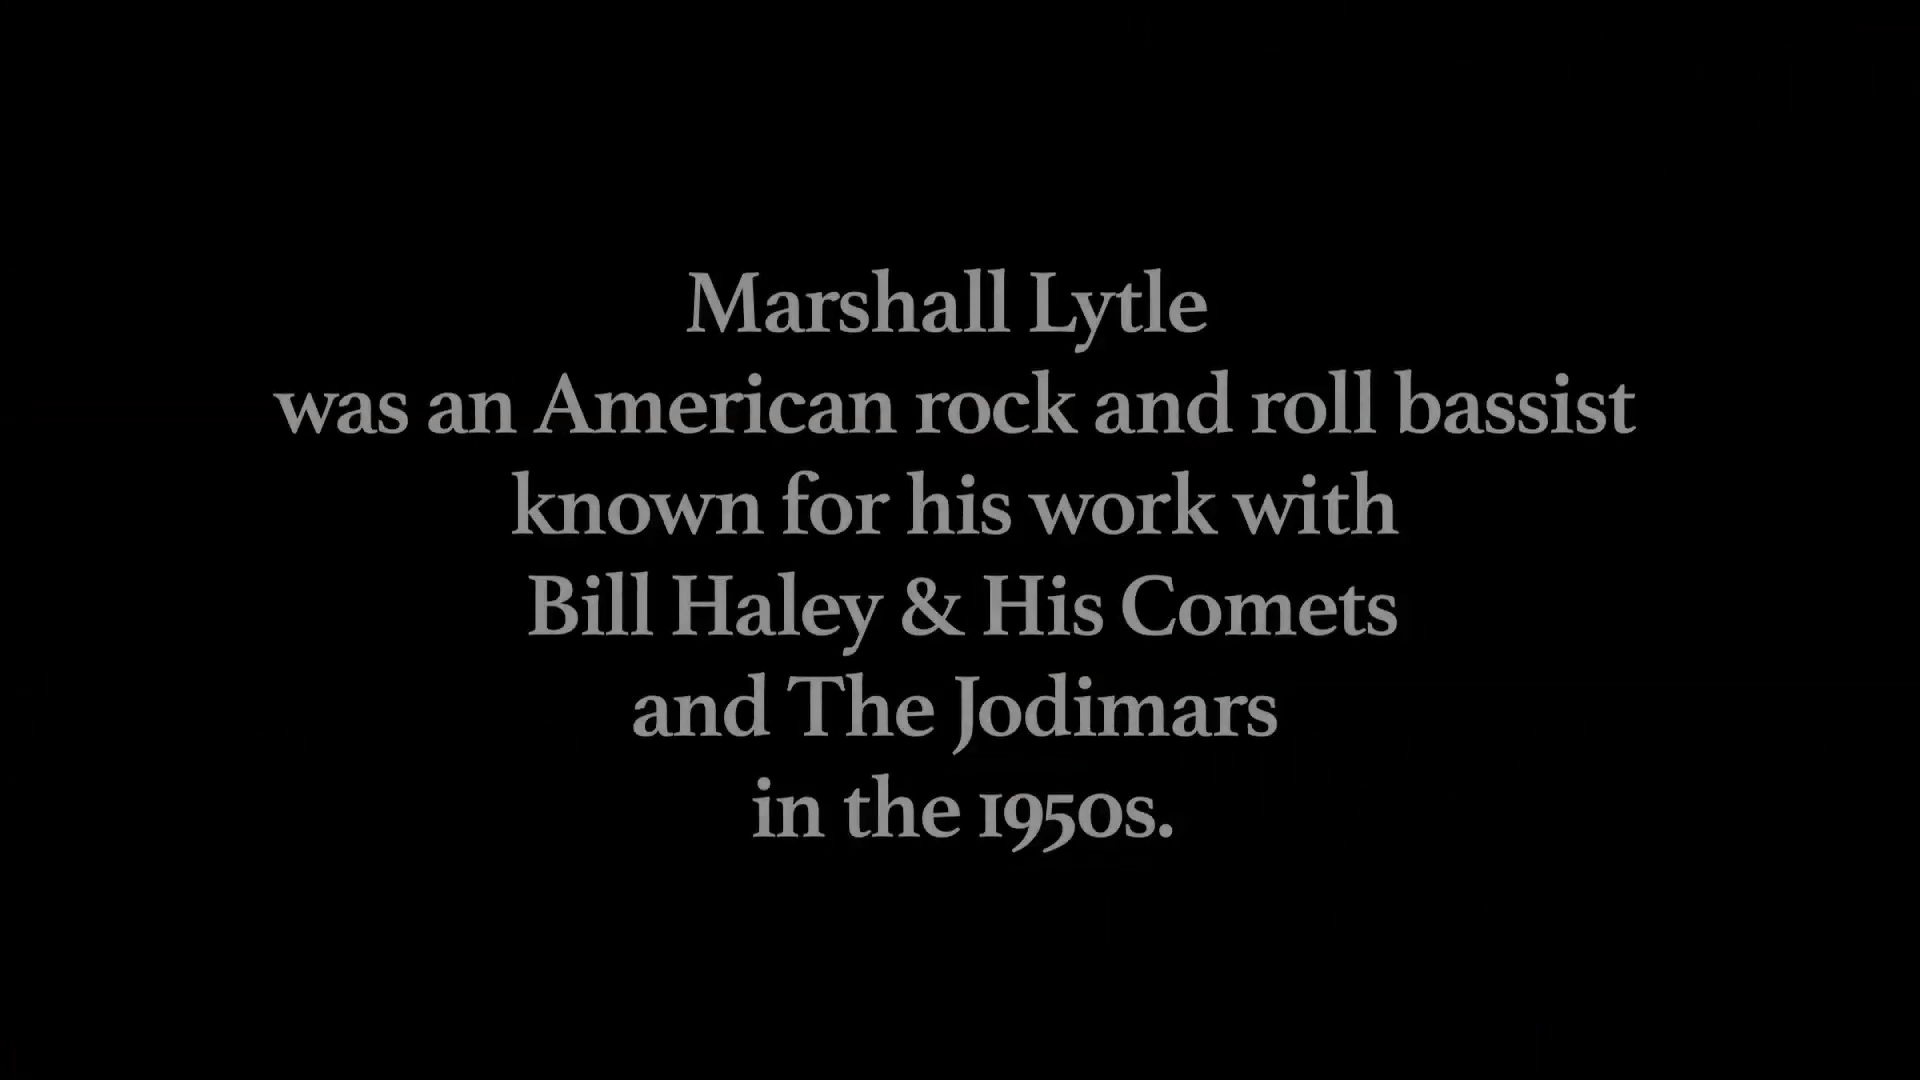 Marshall Lytle
was an American rock and roll bassist
known for his work with
Bill Haley & His Comets
and The Jodimars
in the 1950s.